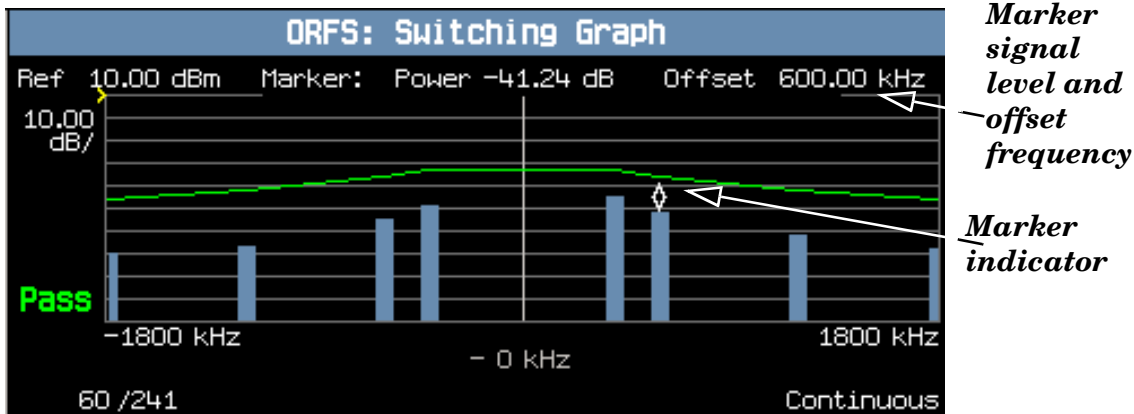 ORFS: Switching Graph
Ref 10.00 dBm Marker: Power -41.24 dB Offset 600.00 kHz
10.00
dB/
Pass
-1800 kHz
1800 kHz
- 0 kHz
60 /241
Continuous
Marker
signal
level and
offset
frequency
Marker
indicator